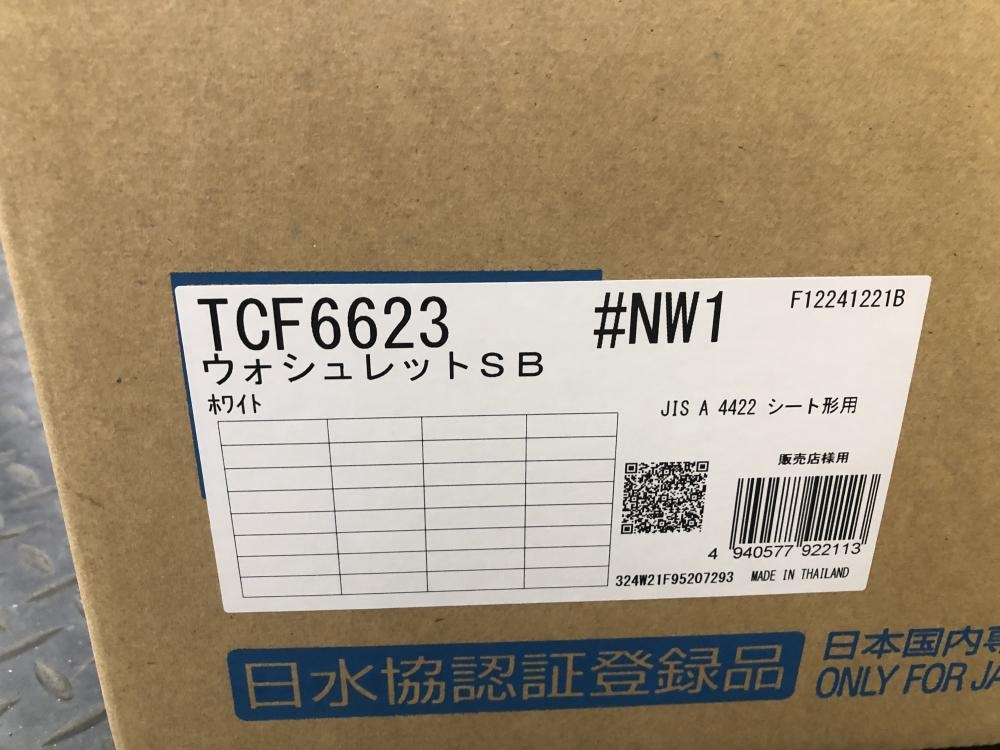 TCF6623 #NW1 F12241221B
ウォシュレットＳＢ
ホワイト
JIS A 4422 シート形用
販売店様用
4 940577 922113
324W21F95207293 MADE IN THAILAND
日水協認証登録品
日本国内専
ONLY FOR JA